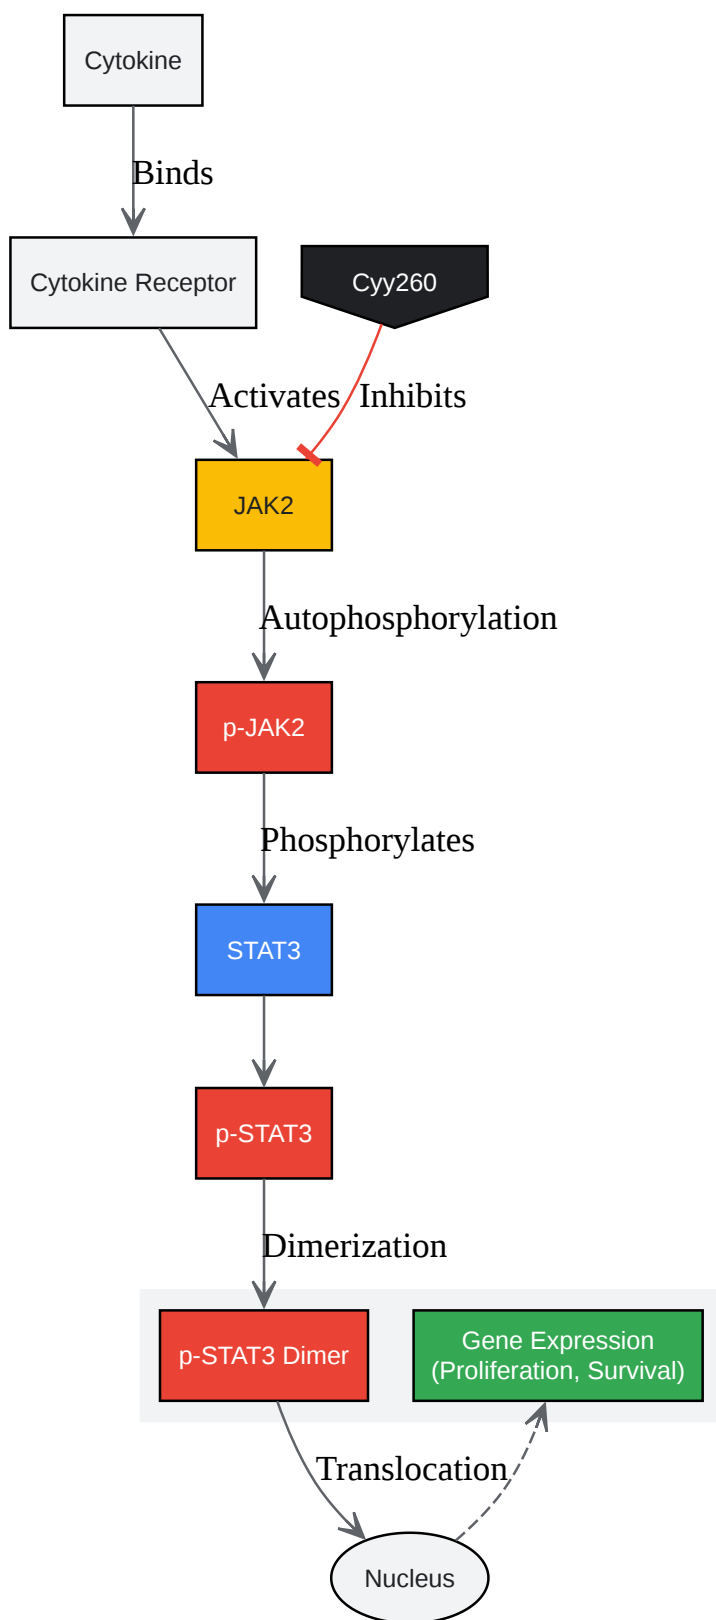 Cytokine
Binds
Cytokine Receptor
Cyy260
Activates
Inhibits
JAK2
Autophosphorylation
p-JAK2
Phosphorylates
STAT3
p-STAT3
Dimerization
p-STAT3 Dimer
Gene Expression
(Proliferation, Survival)
Translocation
Nucleus